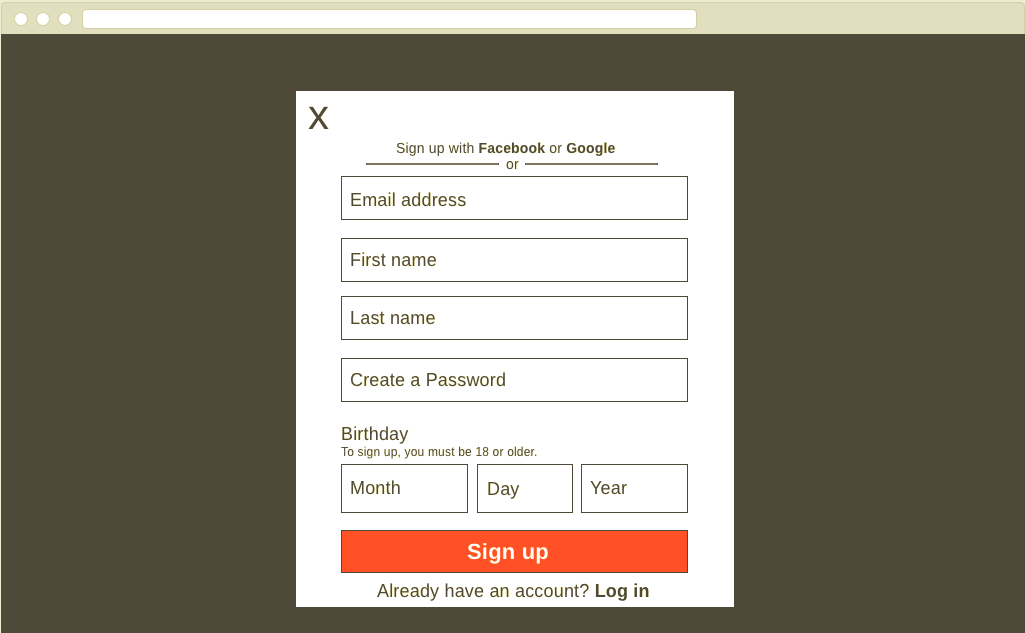 X
Sign up with Facebook or Google
or
Email address
First name
Last name
Create a Password
Birthday
To sign up, you must be 18 or older.
Month Day Year
Sign up
Already have an account? Log in